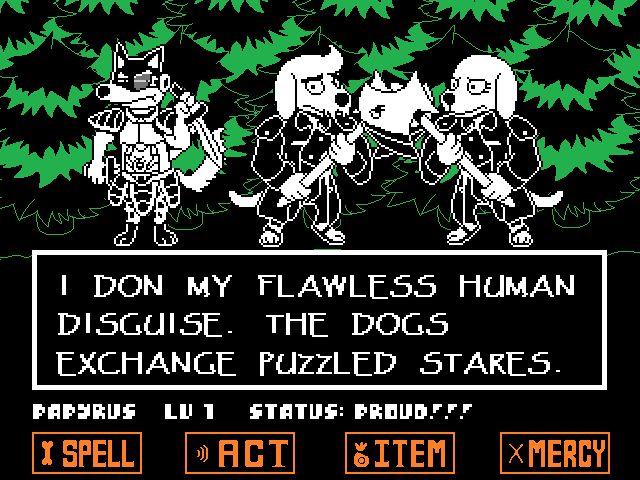 I DON MY FLAWLESS HUMAN
DISGUISE. THE DOGS
EXCHANGE PUZZLED STARES.
PAPYRUS LV 1 STATUS: PROUD!!!
SPELL ACT ITEM MERCY